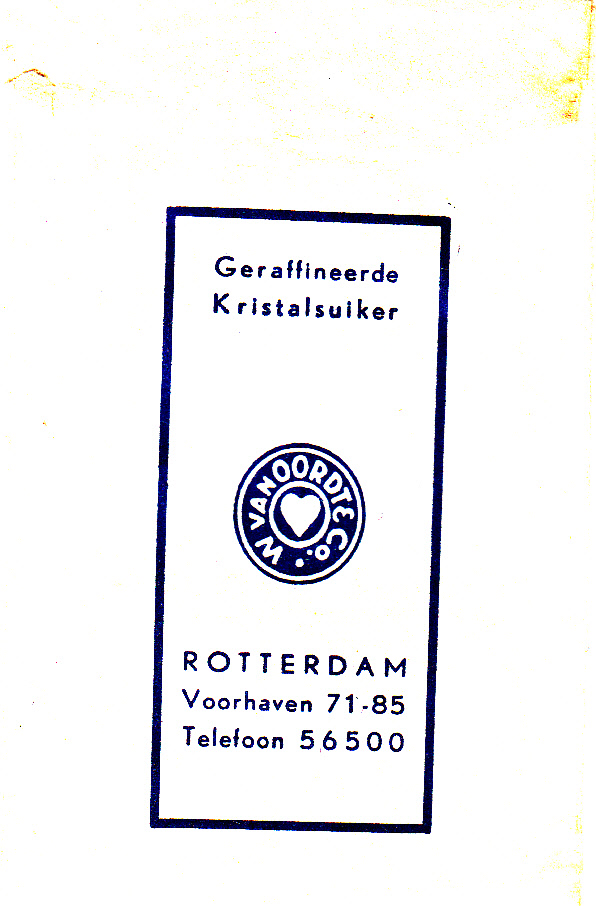 Geraffineerde
Kristalsuiker
W VAN OORDT & Co.
ROTTERDAM
Voorhaven 71-85
Telefoon 56500